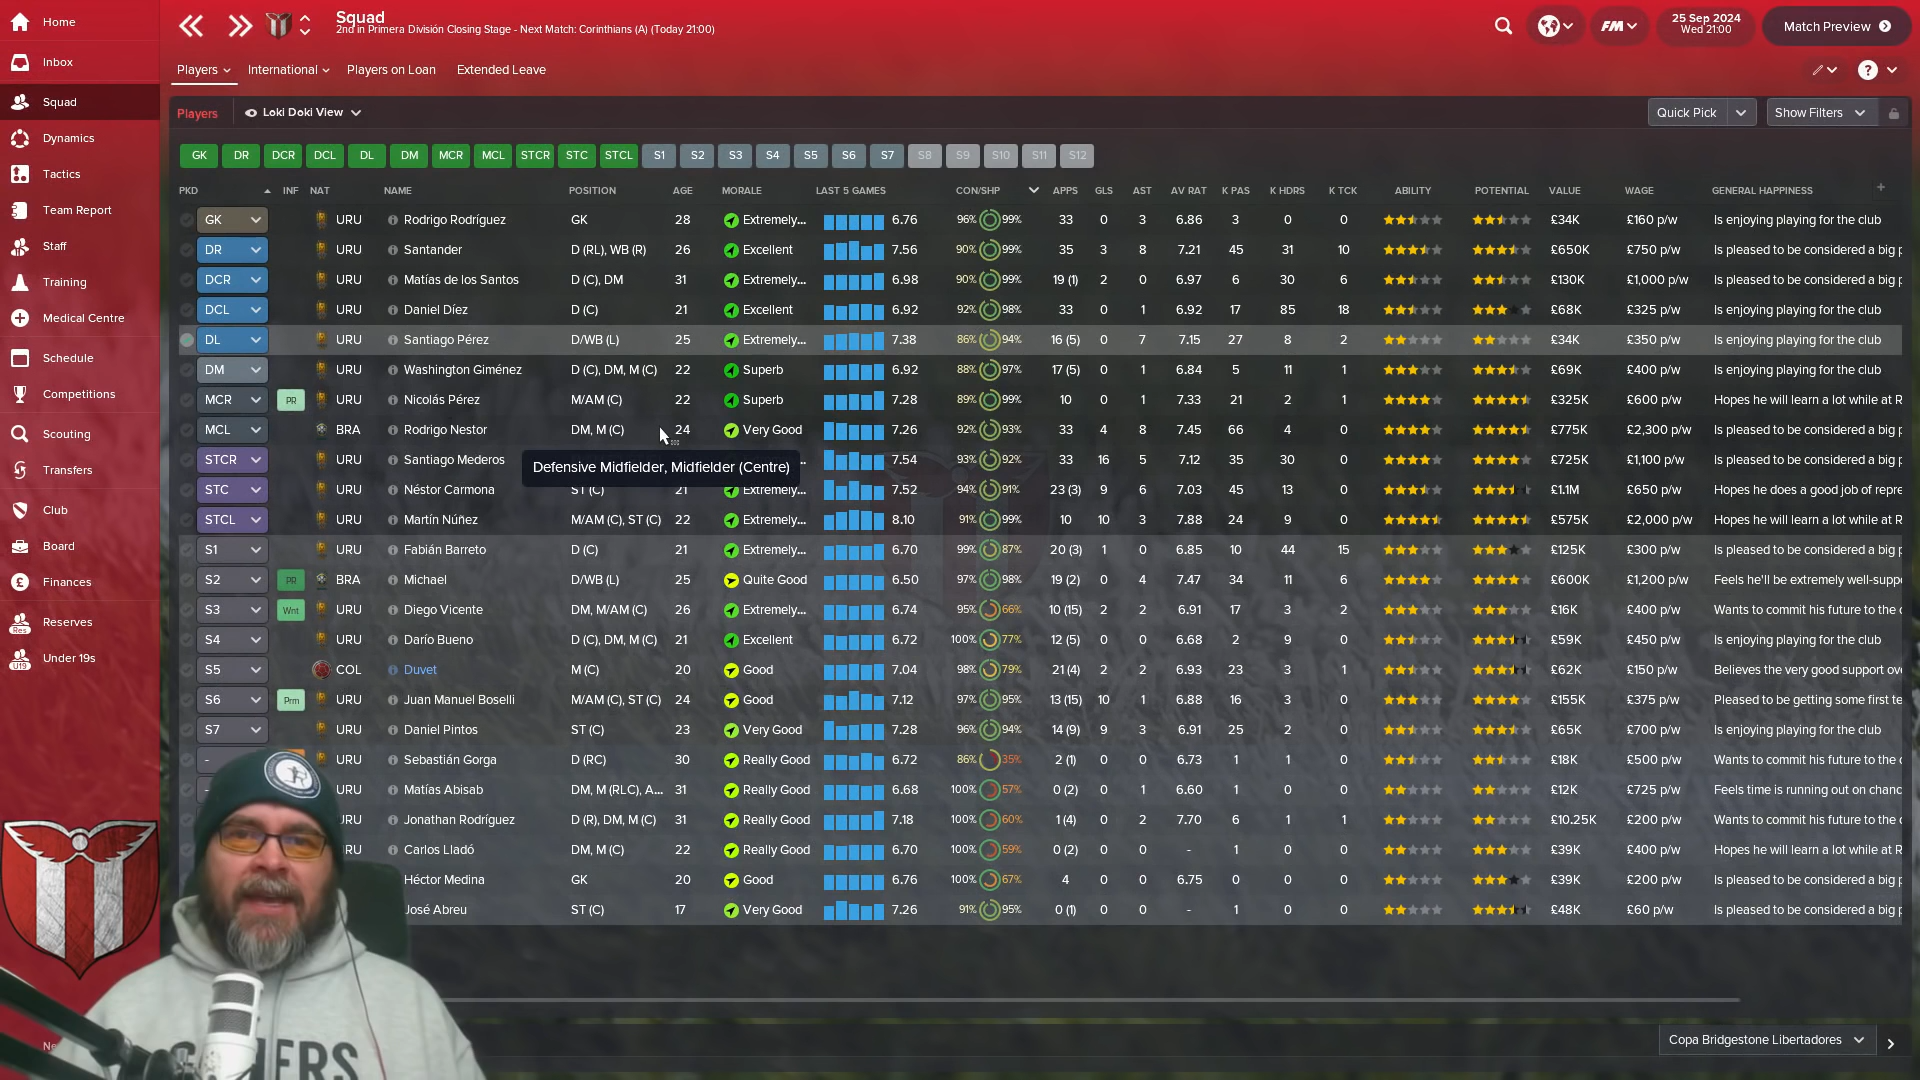 Home
Inbox
Squad
Dynamics
Tactics
Team Report
Staff
Training
Medical Centre
Schedule
Competitions
Scouting
Transfers
Club
Board
Finances
Reserves
Res
Under 19s
U19
Squad
2nd in Primera División Closing Stage - Next Match: Corinthians (A) (Today 21:00)
FM
25 Sep 2024
Wed 21:00
Match Preview
Players International Players on Loan Extended Leave
Players Loki Doki View Quick Pick Show Filters
GK DR DCR DCL DL DM MCR MCL STCR STC STCL S1 S2 S3 S4 S5 S6 S7 S8 S9 S10 S11 S12
PKD INF NAT NAME POSITION AGE MORALE LAST 5 GAMES CON/SHP APPS GLS AST AV RAT K PAS K HDRS K TCK ABILITY POTENTIAL VALUE WAGE GENERAL HAPPINESS
GK URU Rodrigo Rodríguez GK 28 Extremely... 6.76 96% 99% 33 0 3 6.86 3 0 0 £34K £160 p/w Is enjoying playing for the club
DR URU Santander D (RL), WB (R) 26 Excellent 7.56 90% 99% 35 3 8 7.21 45 31 10 £650K £750 p/w Is pleased to be considered a big p
DCR URU Matías de los Santos D (C), DM 31 Extremely... 6.98 90% 99% 19 (1) 2 0 6.97 6 30 6 £130K £1,000 p/w Is pleased to be considered a big p
DCL URU Daniel Díez D (C) 21 Excellent 6.92 92% 98% 33 0 1 6.92 17 85 18 £68K £325 p/w Is enjoying playing for the club
DL URU Santiago Pérez D/WB (L) 25 Extremely... 7.38 86% 94% 16 (5) 0 7 7.15 27 8 2 £34K £350 p/w Is enjoying playing for the club
DM URU Washington Giménez D (C), DM, M (C) 22 Superb 6.92 88% 97% 17 (5) 0 1 6.84 5 11 1 £69K £400 p/w Is enjoying playing for the club
MCR PR URU Nicolás Pérez M/AM (C) 22 Superb 7.28 89% 99% 10 0 1 7.33 21 2 1 £325K £600 p/w Hopes he will learn a lot while at R
MCL BRA Rodrigo Nestor DM, M (C) 24 Very Good 7.26 92% 93% 33 4 8 7.45 66 11 0 £775K £2,300 p/w Is pleased to be considered a big p
STCR URU Santiago Mederos 7.54 93% 92% 33 16 5 7.12 35 30 0 £725K £1,100 p/w Is pleased to be considered a big p
Defensive Midfielder, Midfielder (Centre)
STC URU Néstor Carmona ST (C) 21 Extremely... 7.52 94% 91% 23 (3) 9 6 7.03 45 13 0 £1.1M £650 p/w Hopes he does a good job of repre
STCL URU Martín Núñez M/AM (C), ST (C) 22 Extremely... 8.10 91% 99% 10 10 3 7.88 24 9 0 £575K £2,000 p/w Hopes he will learn a lot while at R
S1 URU Fabián Barreto D (C) 21 Extremely... 6.70 99% 87% 20 (3) 1 0 6.85 10 44 15 £125K £300 p/w Is pleased to be considered a big p
S2 PR BRA Michael D/WB (L) 25 Quite Good 6.50 97% 98% 19 (2) 0 4 7.47 34 11 6 £600K £1,200 p/w Feels he'll be extremely well-suppo
S3 Wnt URU Diego Vicente DM, M/AM (C) 26 Extremely... 6.74 95% 66% 10 (15) 2 2 6.91 17 3 2 £16K £400 p/w Wants to commit his future to the c
S4 URU Darío Bueno D (C), DM, M (C) 21 Excellent 6.72 100% 77% 12 (5) 0 0 6.68 2 9 0 £59K £450 p/w Is enjoying playing for the club
S5 COL Duvet M (C) 20 Good 7.04 98% 79% 21 (4) 2 2 6.93 23 3 1 £62K £150 p/w Believes the very good support ove
S6 Prm URU Juan Manuel Boselli M/AM (C), ST (C) 24 Good 7.12 97% 95% 13 (15) 10 1 6.88 16 3 0 £155K £375 p/w Pleased to be getting some first te
S7 URU Daniel Pintos ST (C) 23 Very Good 7.28 96% 94% 14 (9) 9 3 6.91 25 2 0 £65K £700 p/w Is enjoying playing for the club
- URU Sebastián Gorga D (RC) 30 Really Good 6.72 86% 35% 2 (1) 0 0 6.73 1 1 0 £18K £500 p/w Wants to commit his future to the c
- URU Matías Abisab DM, M (RLC), A... 31 Really Good 6.68 100% 57% 0 (2) 0 1 6.60 1 0 0 £12K £725 p/w Feels time is running out on chanc
URU Jonathan Rodríguez D (R), DM, M (C) 31 Really Good 7.18 100% 60% 1 (4) 0 2 7.70 6 1 1 £10.25K £200 p/w Wants to commit his future to the c
RU Carlos Lladó DM, M (C) 22 Really Good 6.70 100% 59% 0 (2) 0 0 - 1 0 0 £39K £400 p/w Hopes he will learn a lot while at R
Héctor Medina GK 20 Good 6.76 100% 67% 4 0 0 6.75 0 0 0 £39K £200 p/w Is pleased to be considered a big p
José Abreu ST (C) 17 Very Good 7.26 91% 95% 0 (1) 0 0 - 1 0 0 £48K £60 p/w Is pleased to be considered a big p
Copa Bridgestone Libertadores